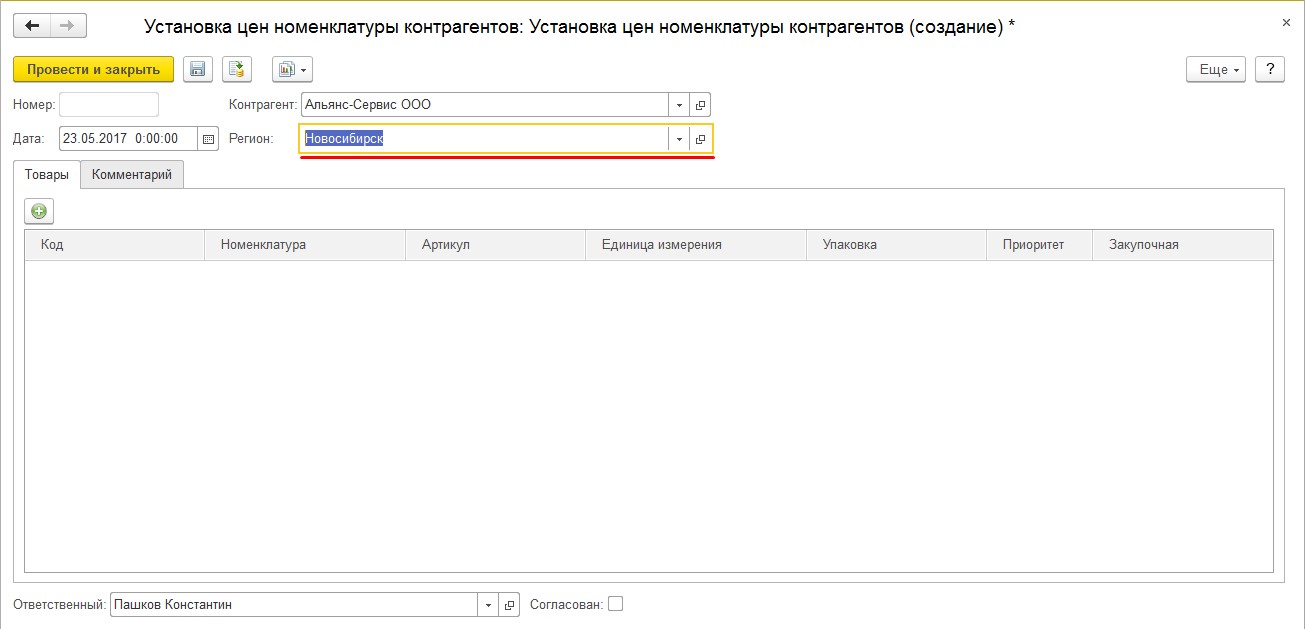 Установка цен номенклатуры контрагентов: Установка цен номенклатуры контрагентов (создание) *
Провести и закрыть Еще ?
Номер: Контрагент: Альянс-Сервис ООО
Дата: 23.05.2017 0:00:00 Регион: Новосибирск
Товары Комментарий
Код Номенклатура Артикул Единица измерения Упаковка Приоритет Закупочная
Ответственный: Пашков Константин Согласован: